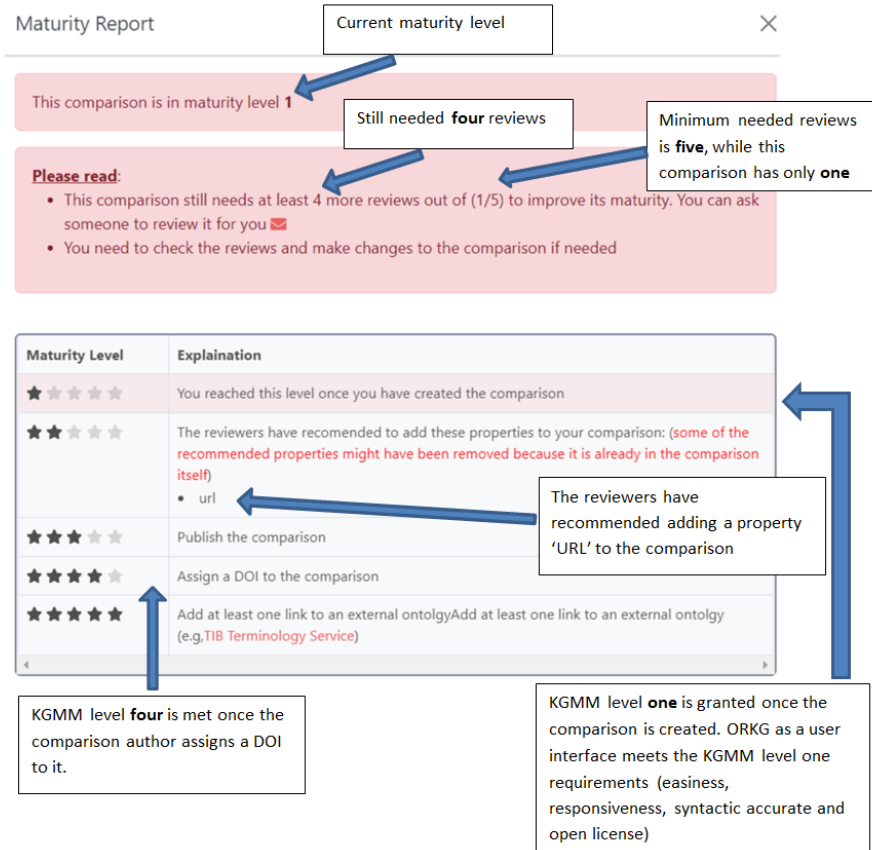 Maturity Report
Current maturity level
This comparison is in maturity level 1
Still needed four reviews
Minimum needed reviews
is five, while this
comparison has only one
Please read:
• This comparison still needs at least 4 more reviews out of (1/5) to improve its maturity. You can ask
someone to review it for you
• You need to check the reviews and make changes to the comparison if needed
Maturity Level
Explaination
You reached this level once you have created the comparison
The reviewers have recomended to add these properties to your comparison: (some of the
recommended properties might have been removed because it is already in the comparison
itself)
• url
The reviewers have
recommended adding a property
‘URL’ to the comparison
Publish the comparison
Assign a DOI to the comparison
Add at least one link to an external ontolgyAdd at least one link to an external ontolgy
(e.g,TIB Terminology Service)
KGMM level four is met once the
comparison author assigns a DOI
to it.
KGMM level one is granted once the
comparison is created. ORKG as a user
interface meets the KGMM level one
requirements (easiness,
responsiveness, syntactic accurate and
open license)